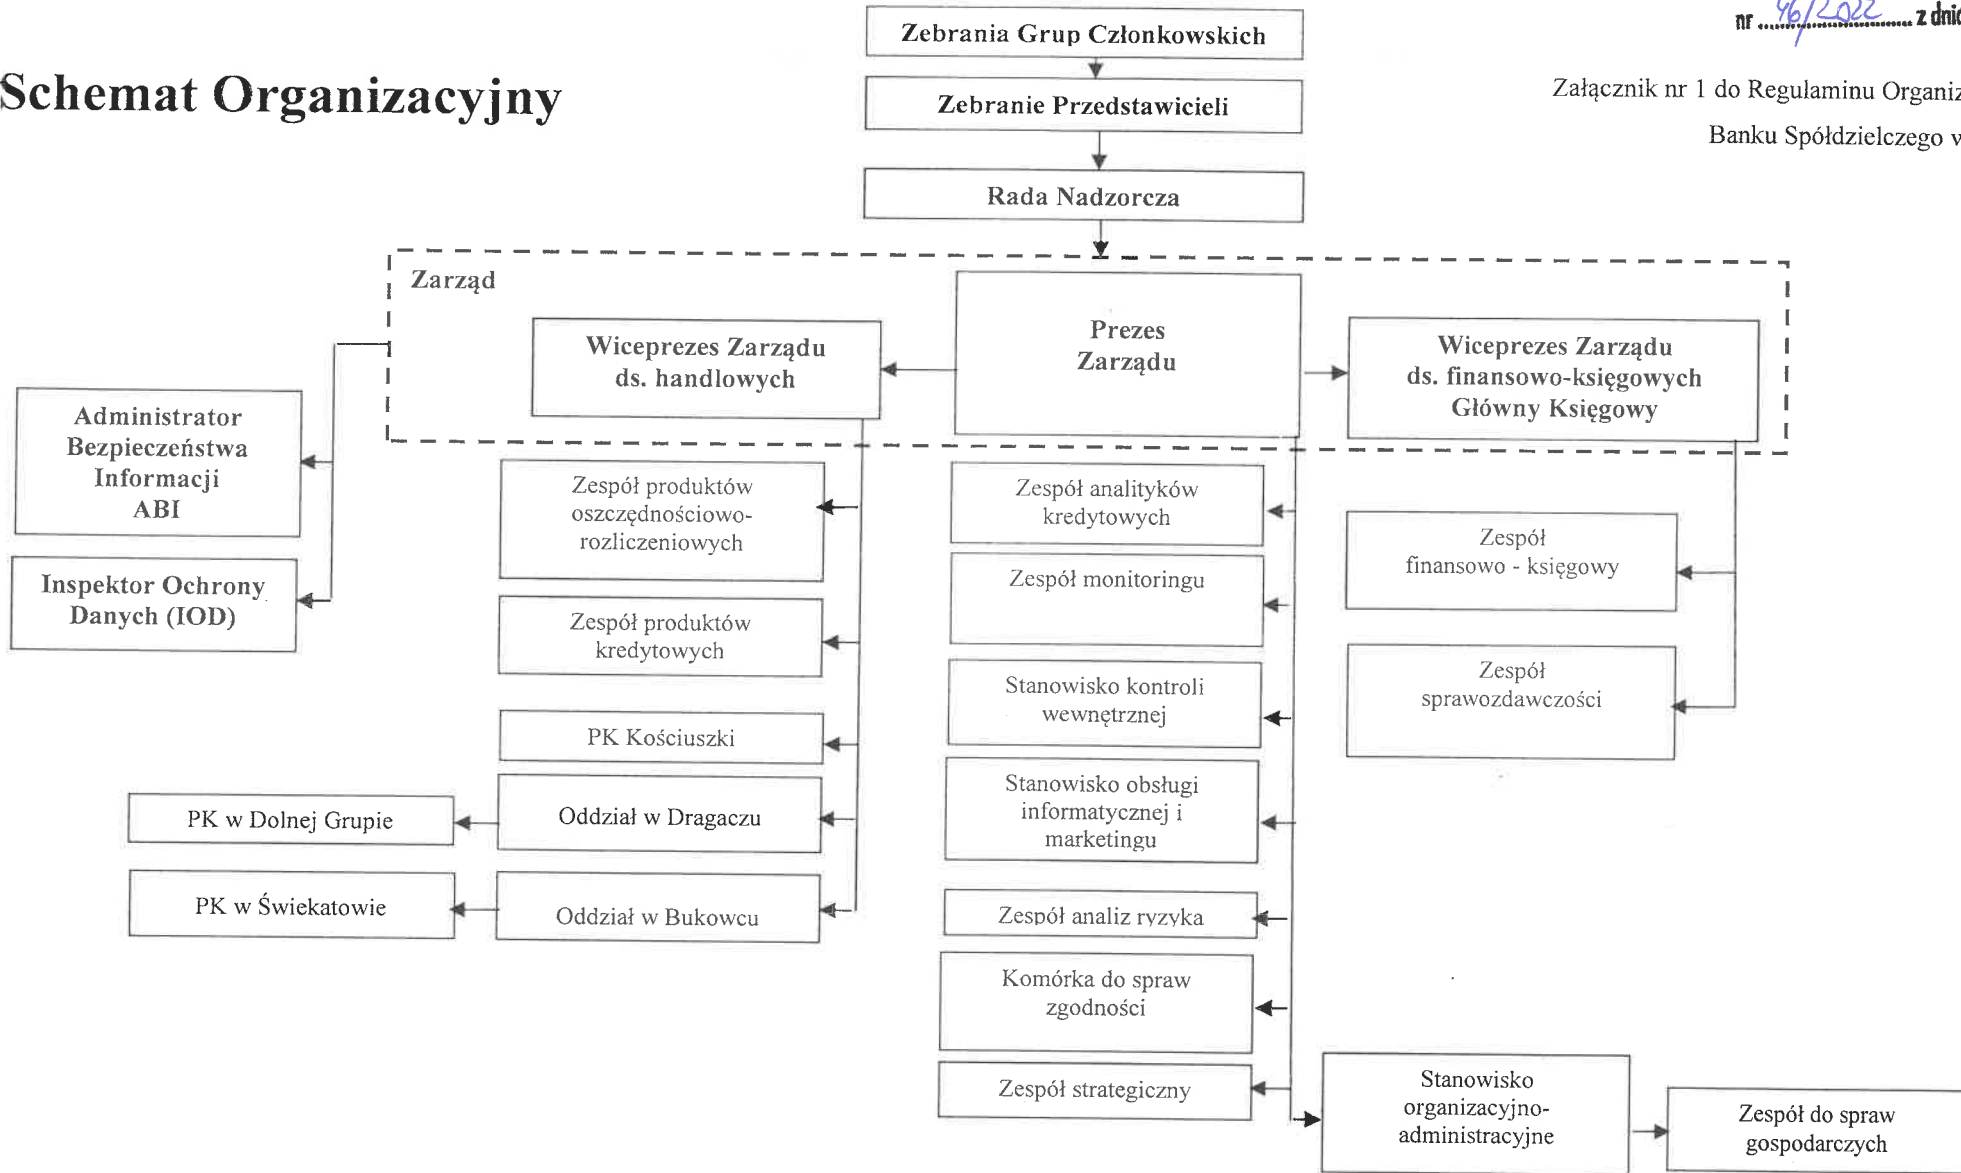 Schemat Organizacyjny
nr 46/2022 z dnia
Załącznik nr 1 do Regulaminu
Banku Spółdzielczego
Zebrania Grup Członkowskich
Zebranie Przedstawicieli
Rada Nadzorcza
Zarząd
Wiceprezes Zarządu
ds. handlowych
Prezes
Zarządu
Wiceprezes Zarządu
ds. finansowo-księgowych
Główny Księgowy
Administrator
Bezpieczeństwa
Informacji
ABI
Inspektor Ochrony
Danych (IOD)
Zespół produktów
oszczędnościowo-
rozliczeniowych
Zespół produktów
kredytowych
PK Kościuszki
Oddział w Dragaczu
PK w Dolnej Grupie
Oddział w Bukowcu
PK w Świekatowie
Zespół analityków
kredytowych
Zespół monitoringu
Stanowisko kontroli
wewnętrznej
Stanowisko obsługi
informatycznej i
marketingu
Zespół analiz ryzyka
Komórka do spraw
zgodności
Zespół strategiczny
Zespół
finansowo - księgowy
Zespół
sprawozdawczości
Stanowisko
organizacyjno-
administracyjne
Zespół do spraw
gospodarczych